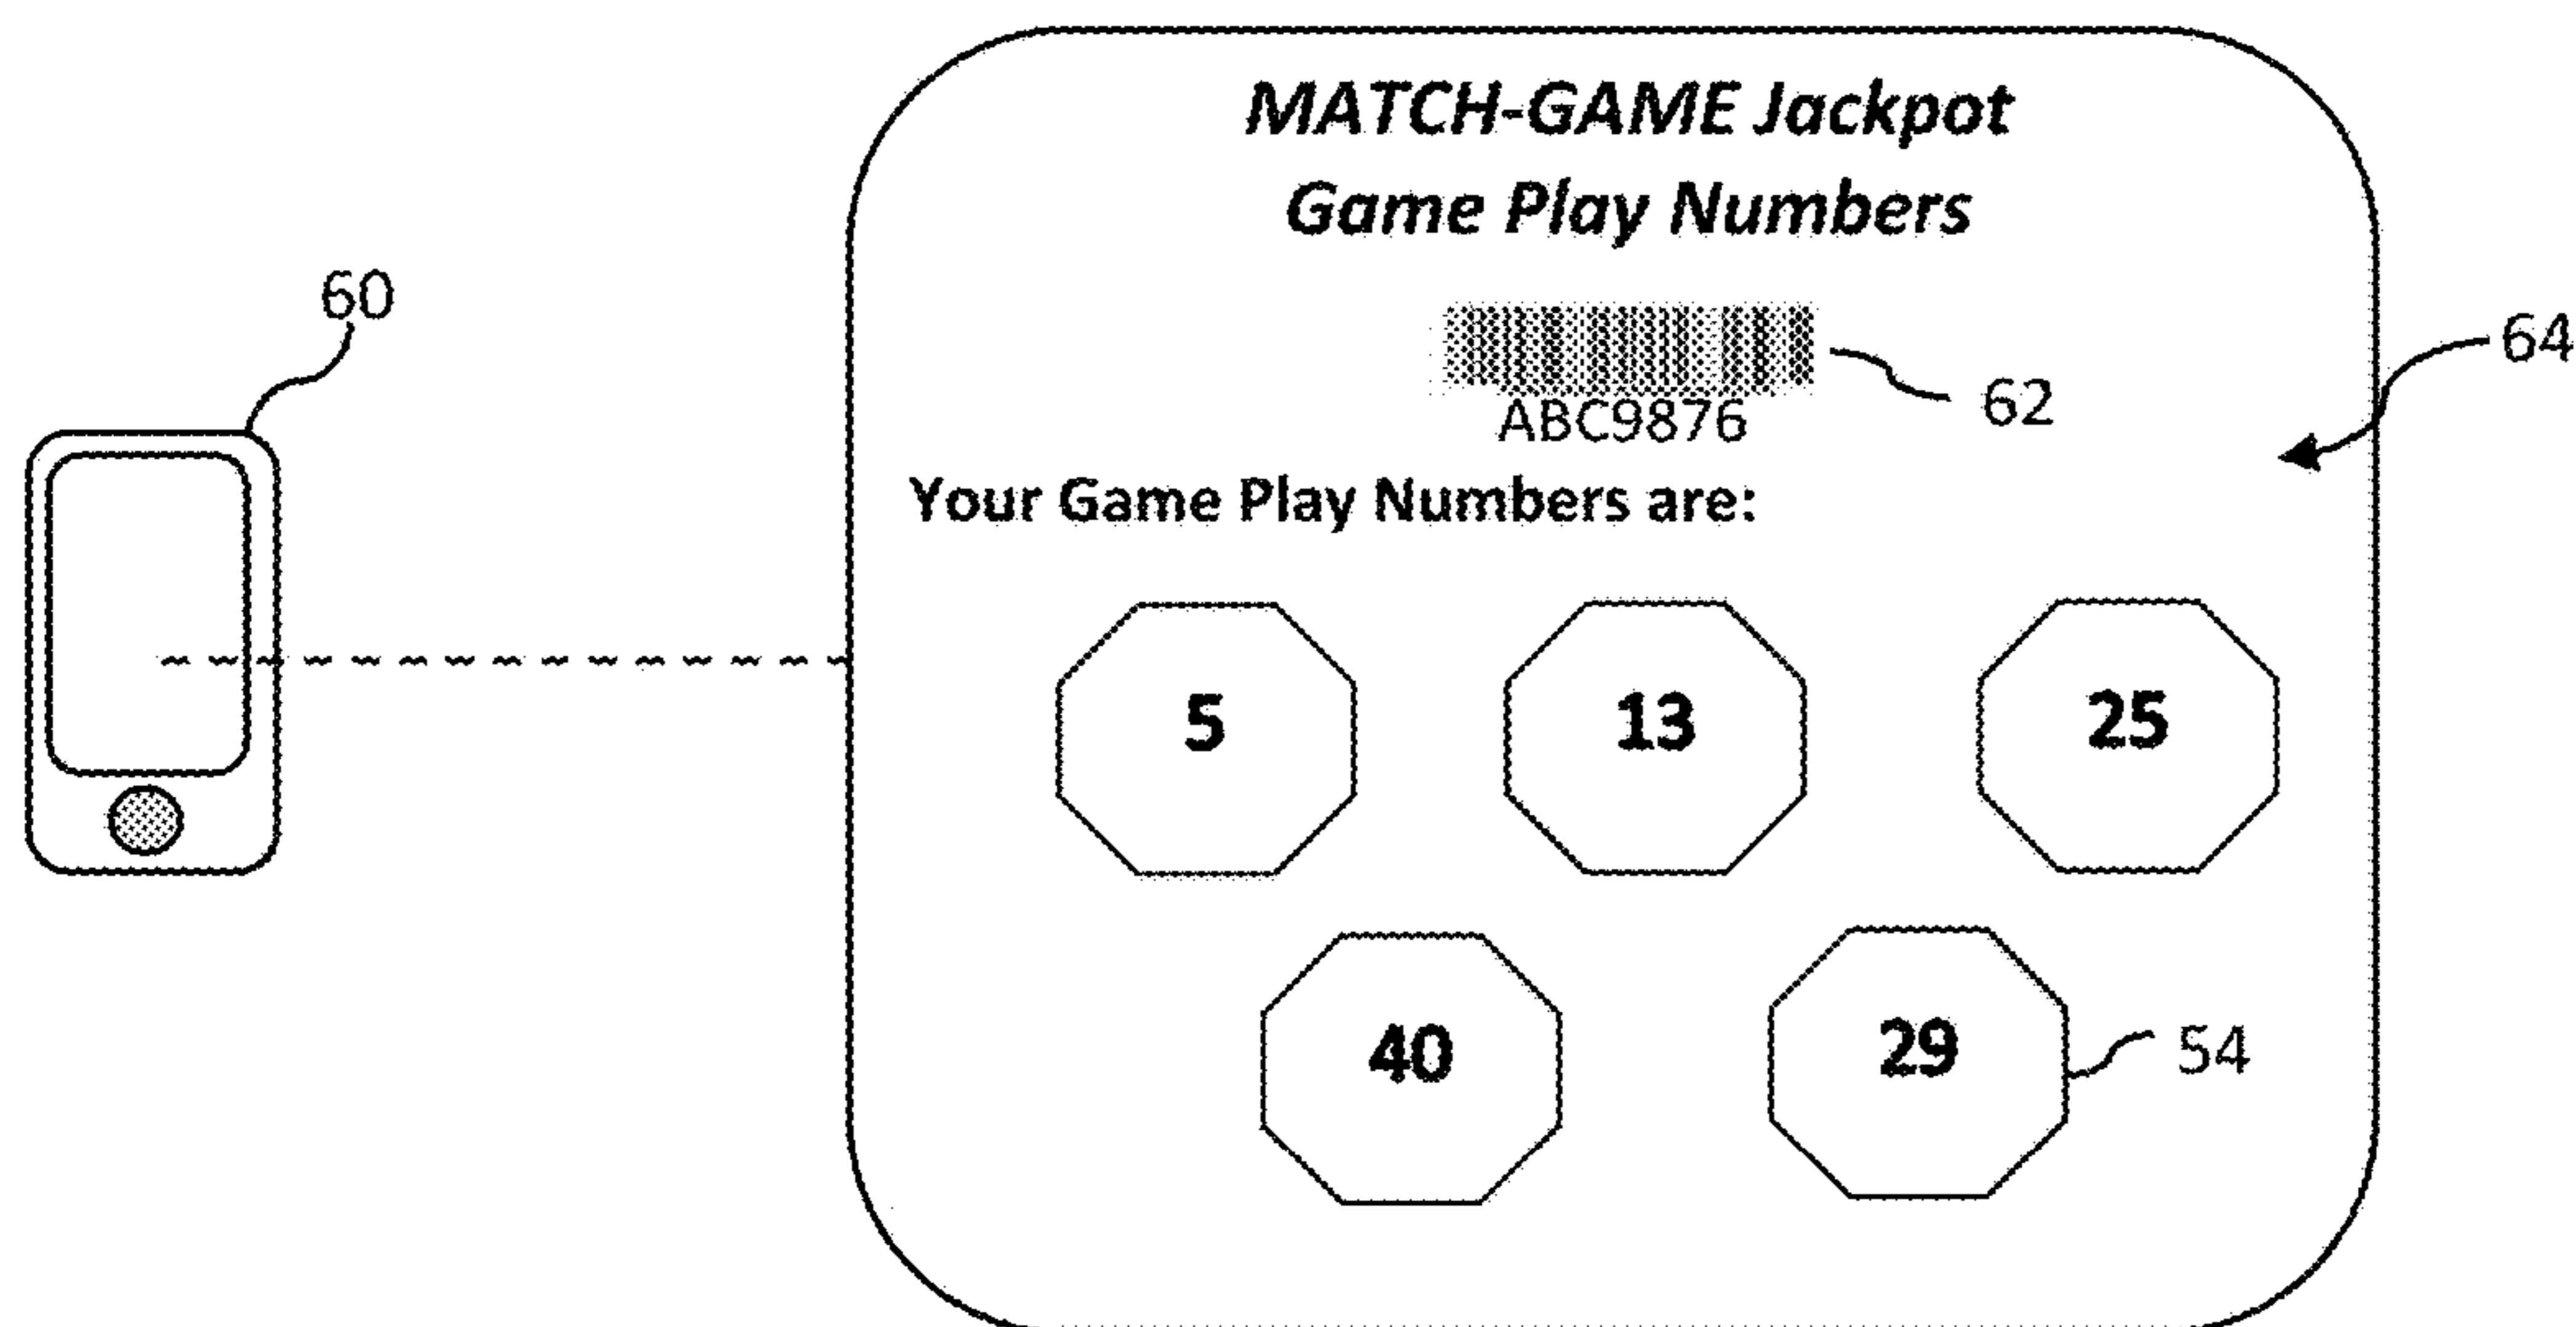 MATCH-GAME Jackpot
Game Play Numbers
60
64
62
ABC9876
Your Game Play Numbers are:
5 13 25
40 29 54